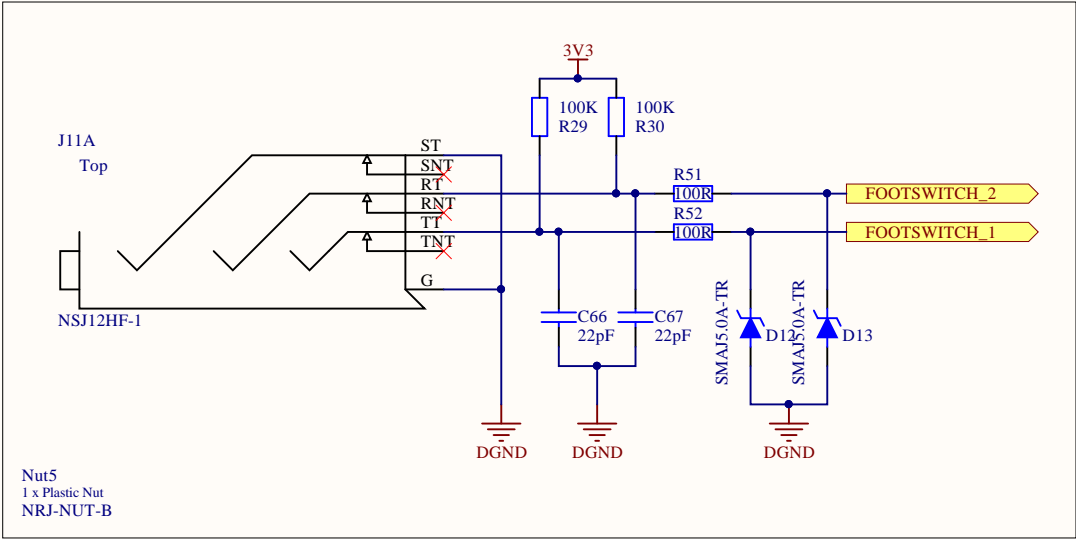 3V3
100K
R29
100K
R30
J11A
Top
ST
SNT
RT
RNT
TT
TNT
G
R51
100R
R52
100R
FOOTSWITCH_2
FOOTSWITCH_1
NSJ12HF-1
C66
22pF
C67
22pF
SMAJ5.0A-TR
D12
SMAJ5.0A-TR
D13
DGND
DGND
DGND
Nut5
1 x Plastic Nut
NRJ-NUT-B